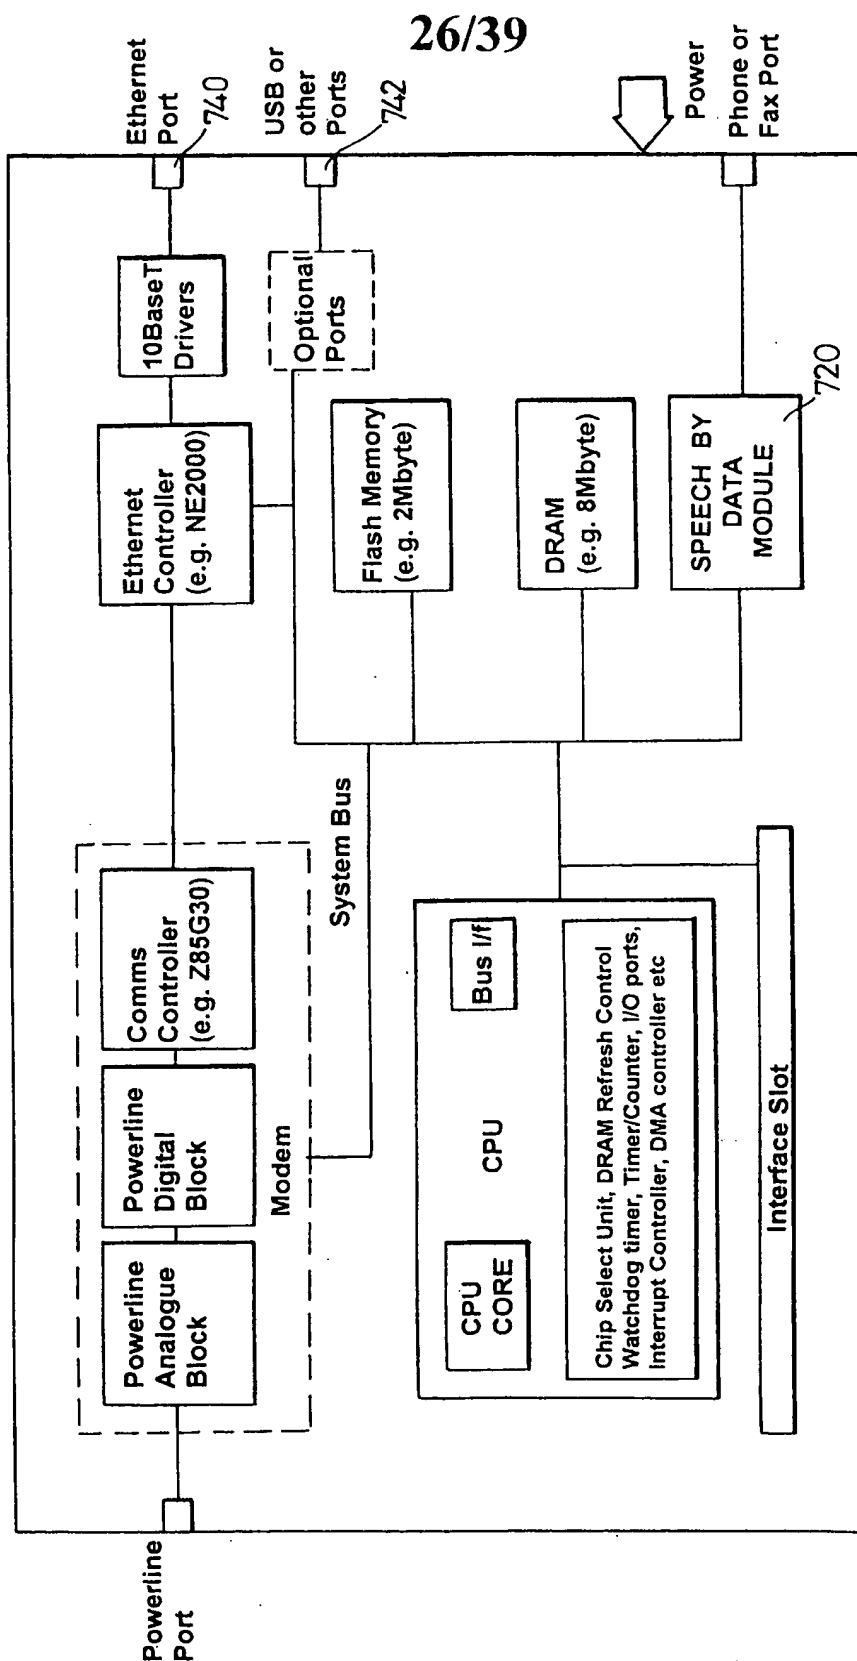 26/39
Powerline
Port
Powerline
Analogue
Block
Powerline
Digital
Block
Comms
Controller
(e.g. Z85G30)
Modem
Ethernet
Controller
(e.g. NE2000)
10BaseT
Drivers
Ethernet
Port
740
Optional
Ports
USB or
other
Ports
742
System Bus
Flash Memory
(e.g. 2Mbyte)
DRAM
(e.g. 8Mbyte)
SPEECH BY
DATA
MODULE
720
Power
Phone or
Fax Port
CPU
CORE
CPU
Bus I/f
Chip Select Unit, DRAM Refresh Control
Watchdog timer, Timer/Counter, I/O ports,
Interrupt Controller, DMA controller etc
Interface Slot